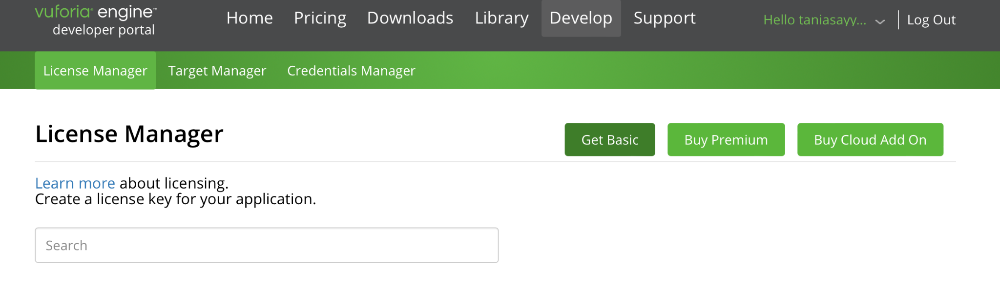 vuforia® engine™
developer portal
Home Pricing Downloads Library Develop Support
Hello taniasayy... Log Out
License Manager Target Manager Credentials Manager
License Manager
Get Basic Buy Premium Buy Cloud Add On
Learn more about licensing.
Create a license key for your application.
Search